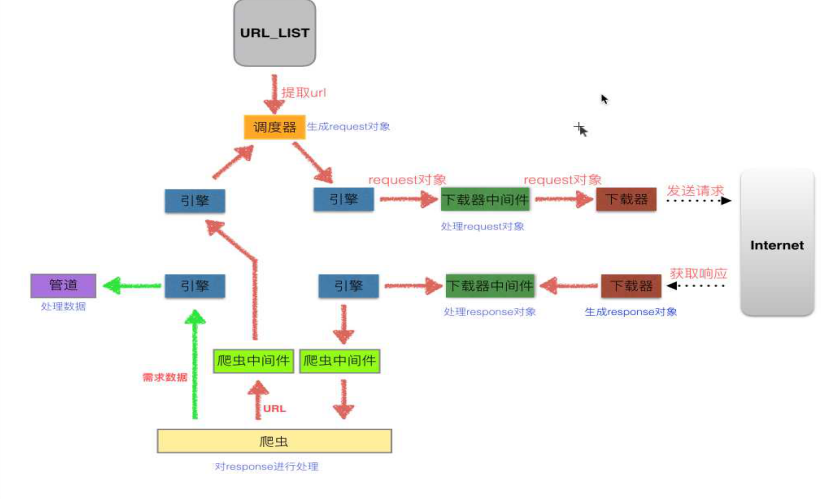 URL_LIST
提取url
调度器
生成request对象
request对象
request对象
引擎
引擎
下载器中间件
下载器
发送请求
处理request对象
Internet
获取响应
管道
引擎
引擎
下载器中间件
下载器
处理数据
处理response对象
生成response对象
爬虫中间件
爬虫中间件
需求数据
URL
爬虫
对response进行处理